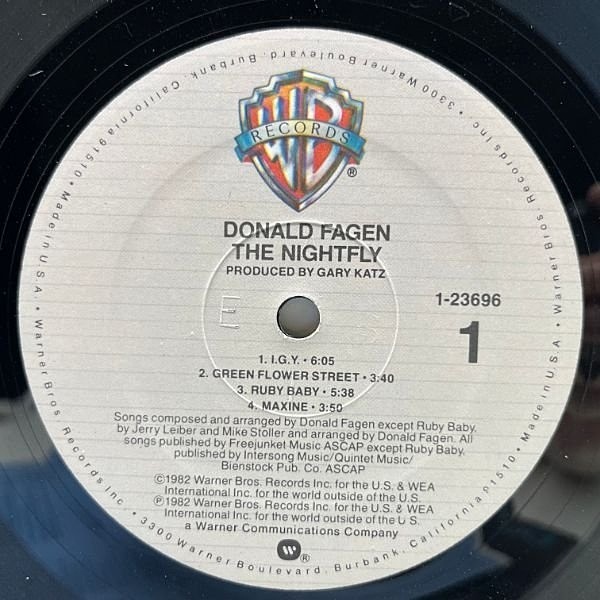 WB
RECORDS
®
DONALD FAGEN
THE NIGHTFLY
PRODUCED BY GARY KATZ
E
1-23696
1
1. I.G.Y. • 6:05
2. GREEN FLOWER STREET • 3:40
3. RUBY BABY • 5:38
4. MAXINE • 3:50
Songs composed and arranged by Donald Fagen except Ruby Baby,
by Jerry Leiber and Mike Stoller and arranged by Donald Fagen. All
songs published by Freejunket Music ASCAP except Ruby Baby,
published by Intersong Music/Quintet Music/
Bienstock Pub. Co. ASCAP
©1982 Warner Bros. Records Inc. for the U.S. & WEA
International Inc. for the world outside of the U.S.
℗1982 Warner Bros. Records Inc. for the U.S. & WEA
International Inc. for the world outside of the U.S.
a Warner Communications Company
®
Warner Bros. Records Inc. • 3300 Warner Boulevard, Burbank, California 91510 • Made in U.S.A. • Warner Bros. Records Inc. • 3300 Warner Boulevard, Burbank, California 91510 • Made in U.S.A. •